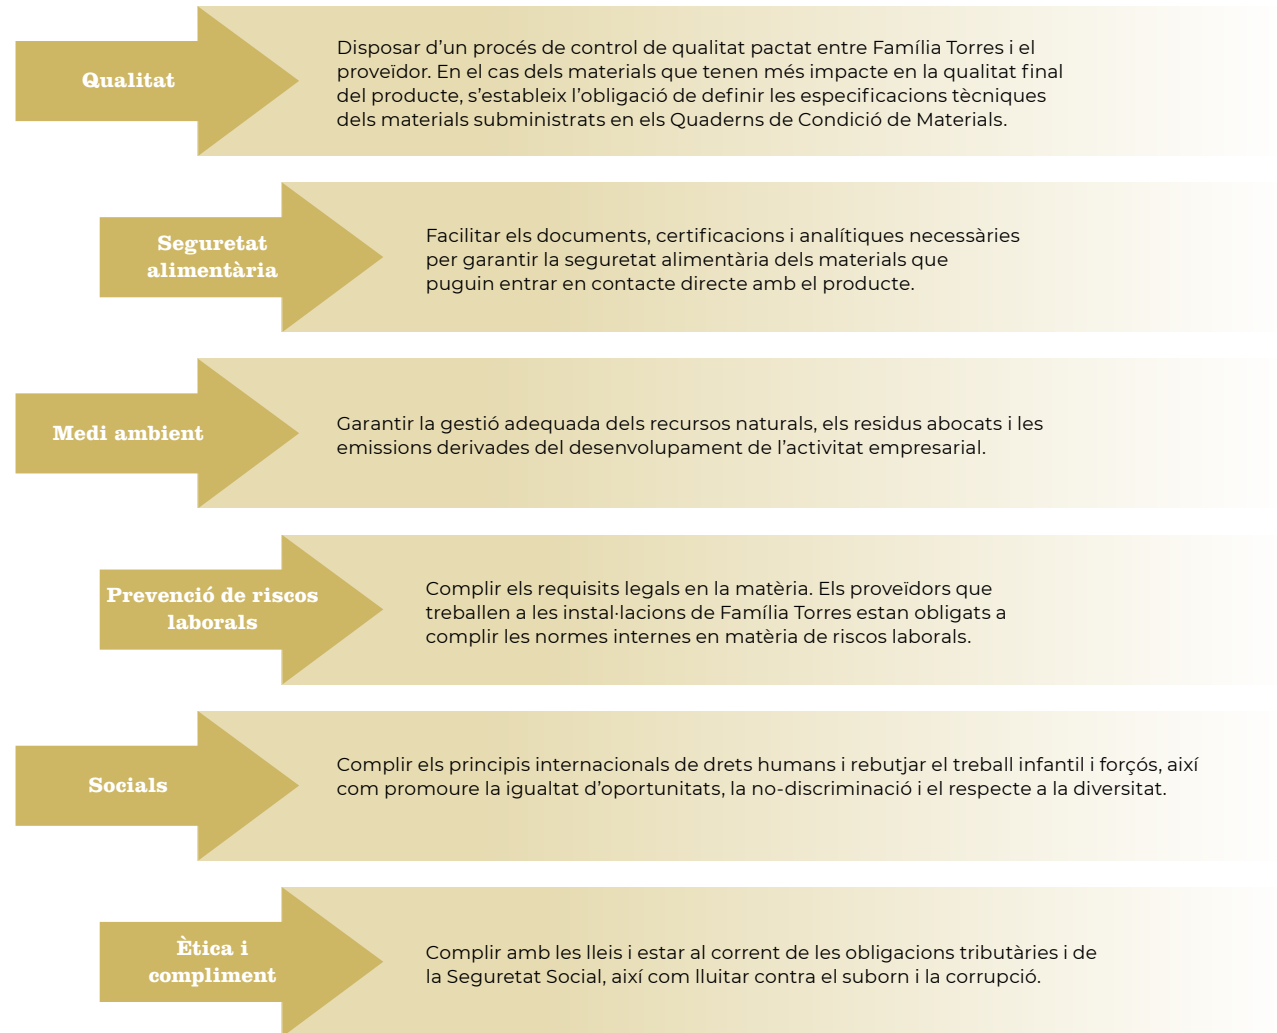 Qualitat
Disposar d’un procés de control de qualitat pactat entre Família Torres i el
proveïdor. En el cas dels materials que tenen més impacte en la qualitat final
del producte, s’estableix l’obligació de definir les especificacions tècniques
dels materials subministrats en els Quaderns de Condició de Materials.
Seguretat
alimentària
Facilitar els documents, certificacions i analítiques necessàries
per garantir la seguretat alimentària dels materials que
puguin entrar en contacte directe amb el producte.
Medi ambient
Garantir la gestió adequada dels recursos naturals, els residus abocats i les
emissions derivades del desenvolupament de l’activitat empresarial.
Prevenció de riscos
laborals
Complir els requisits legals en la matèria. Els proveïdors que
treballen a les instal·lacions de Família Torres estan obligats a
complir les normes internes en matèria de riscos laborals.
Socials
Complir els principis internacionals de drets humans i rebutjar el treball infantil i forçós, així
com promoure la igualtat d’oportunitats, la no-discriminació i el respecte a la diversitat.
Ètica i
compliment
Complir amb les lleis i estar al corrent de les obligacions tributàries i de
la Seguretat Social, així com lluitar contra el suborn i la corrupció.